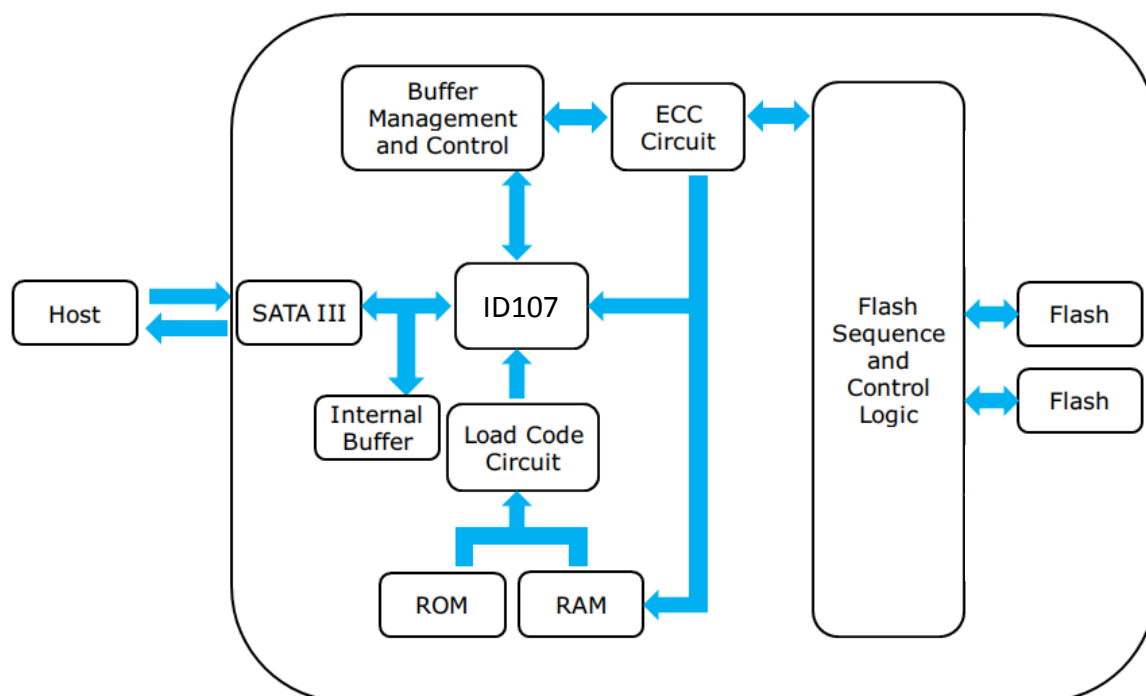 Buffer
Management
and Control
ECC
Circuit
Host
SATA III
ID107
Flash
Sequence
and
Control
Logic
Flash
Flash
Internal
Buffer
Load Code
Circuit
ROM
RAM